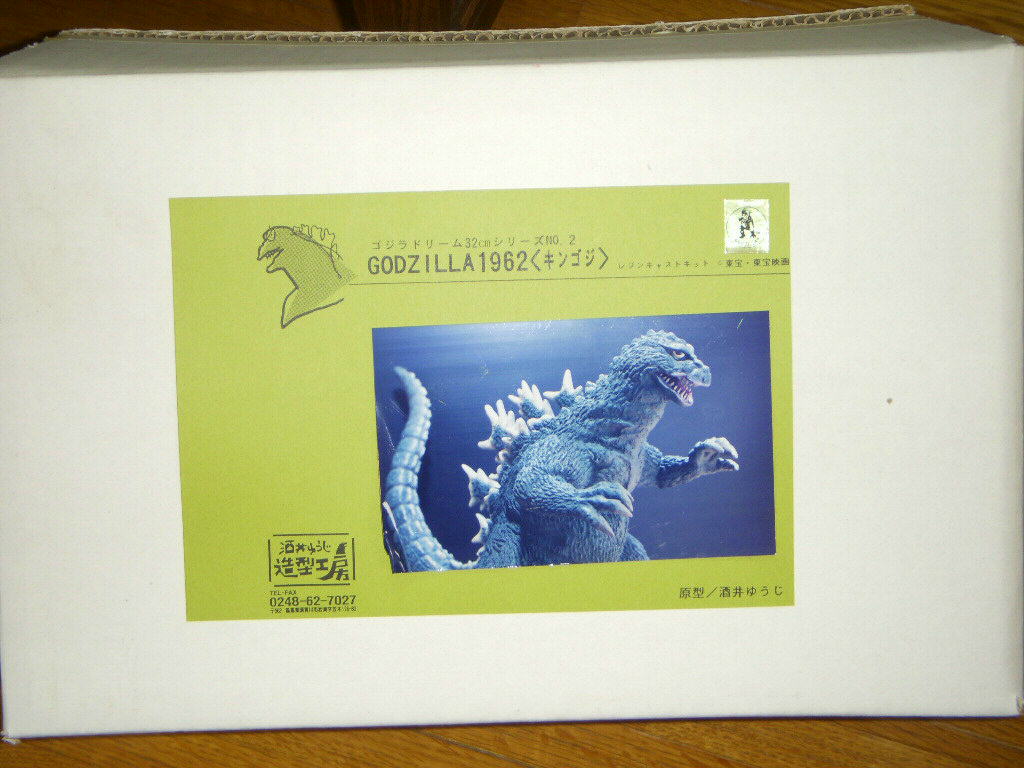 ゴジラドリーム32cmシリーズNO.2
GODZILLA1962〈キンゴジ〉 レジンキャストキット ©東宝・東宝映画
酒井ゆうじ
造型工房
TEL・FAX
0248-62-7027
原型／酒井ゆうじ